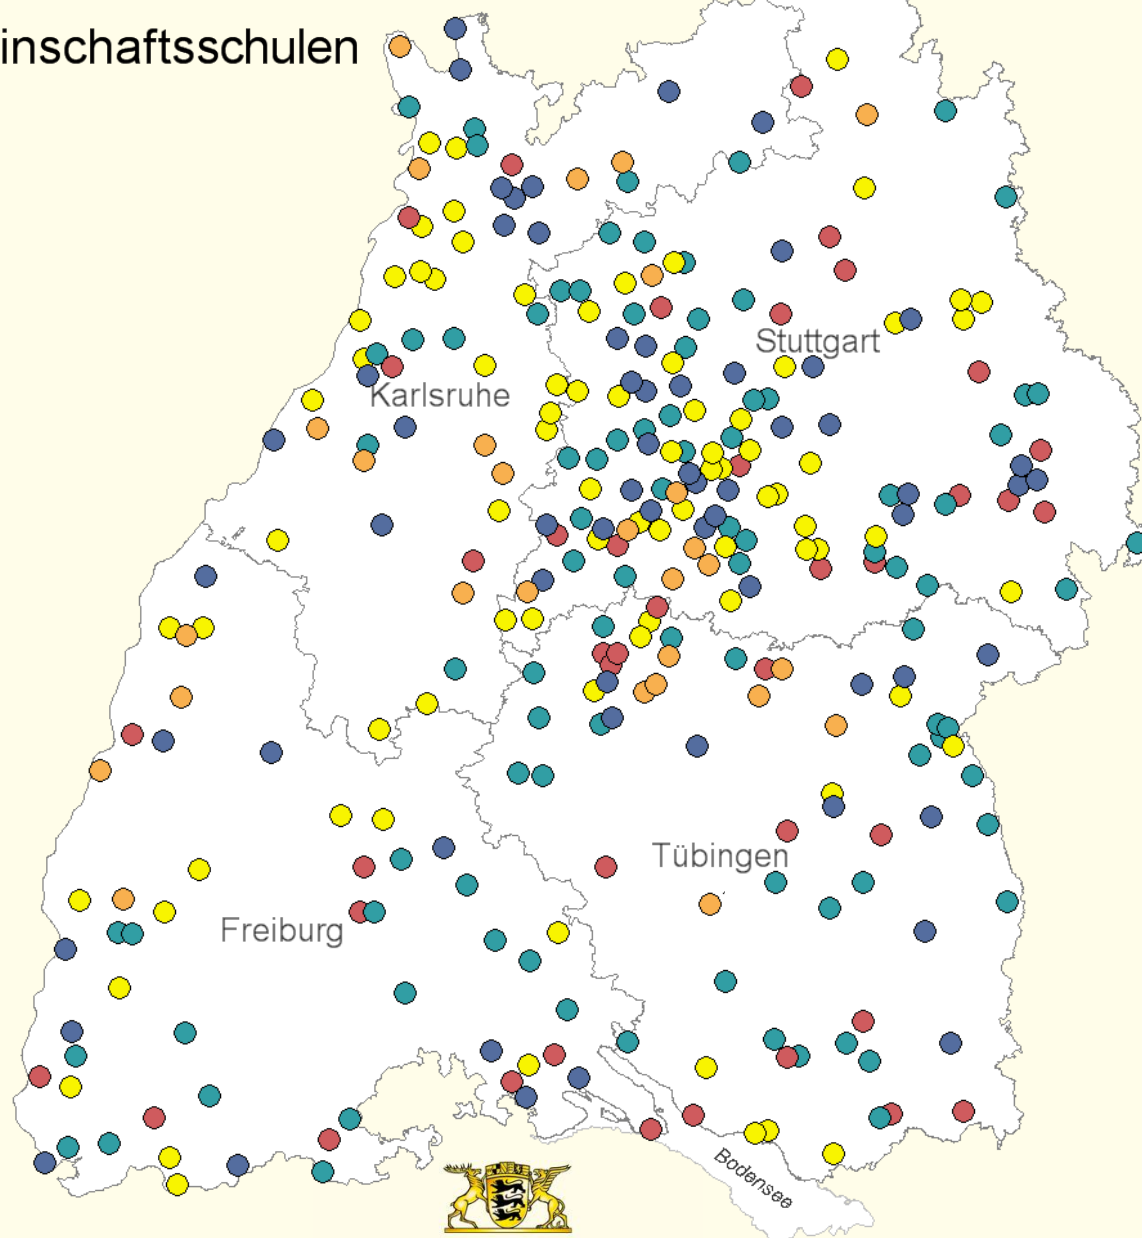 inschaftsschulen
Stuttgart
Karlsruhe
Tübingen
Freiburg
Bodensee